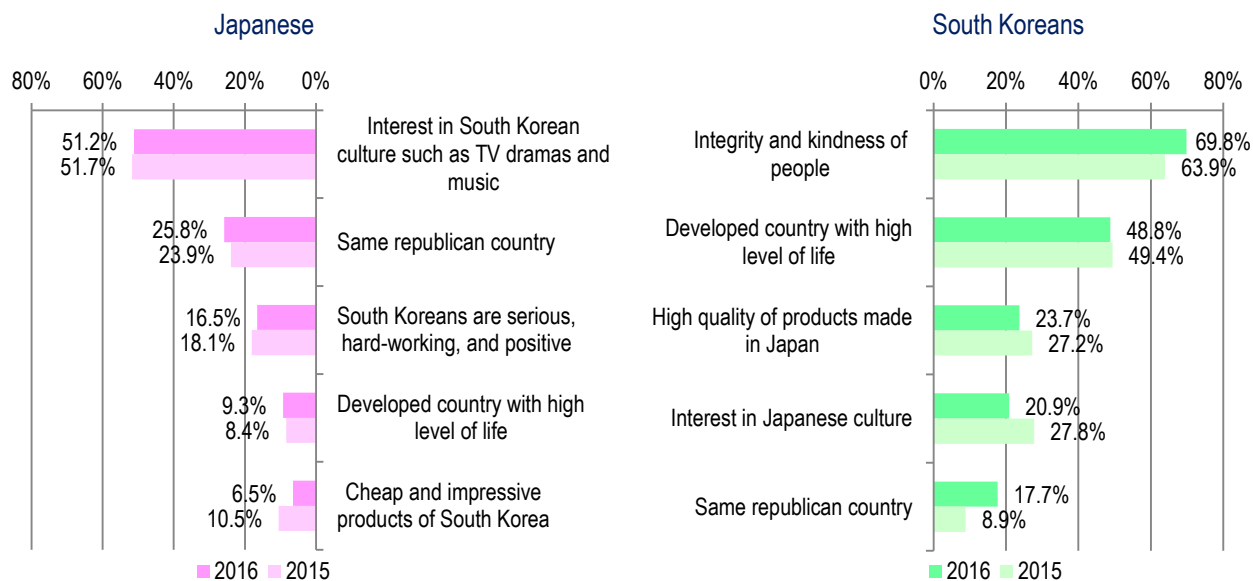 Japanese
80% 60% 40% 20% 0%
51.2%
51.7%
Interest in South Korean
culture such as TV dramas and
music
25.8%
23.9%
Same republican country
16.5%
18.1%
South Koreans are serious,
hard-working, and positive
9.3%
8.4%
Developed country with high
level of life
6.5%
10.5%
Cheap and impressive
products of South Korea
2016 2015
South Koreans
0% 20% 40% 60% 80%
Integrity and kindness of
people
69.8%
63.9%
Developed country with high
level of life
48.8%
49.4%
High quality of products made
in Japan
23.7%
27.2%
Interest in Japanese culture
20.9%
27.8%
Same republican country
17.7%
8.9%
2016 2015